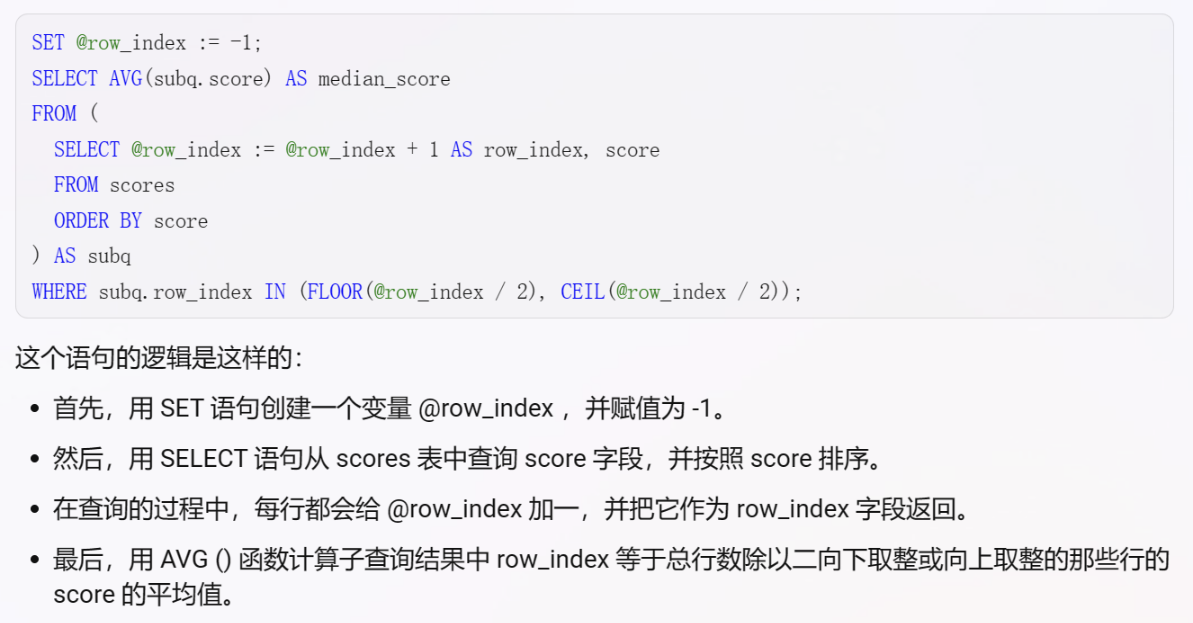 SET @row_index := -1;
SELECT AVG(subq.score) AS median_score
FROM (
  SELECT @row_index := @row_index + 1 AS row_index, score
  FROM scores
  ORDER BY score
) AS subq
WHERE subq.row_index IN (FLOOR(@row_index / 2), CEIL(@row_index / 2));
这个语句的逻辑是这样的：
• 首先，用 SET 语句创建一个变量 @row_index ，并赋值为 -1。
• 然后，用 SELECT 语句从 scores 表中查询 score 字段，并按照 score 排序。
• 在查询的过程中，每行都会给 @row_index 加一，并把它作为 row_index 字段返回。
• 最后，用 AVG () 函数计算子查询结果中 row_index 等于总行数除以二向下取整或向上取整的那些行的
score 的平均值。